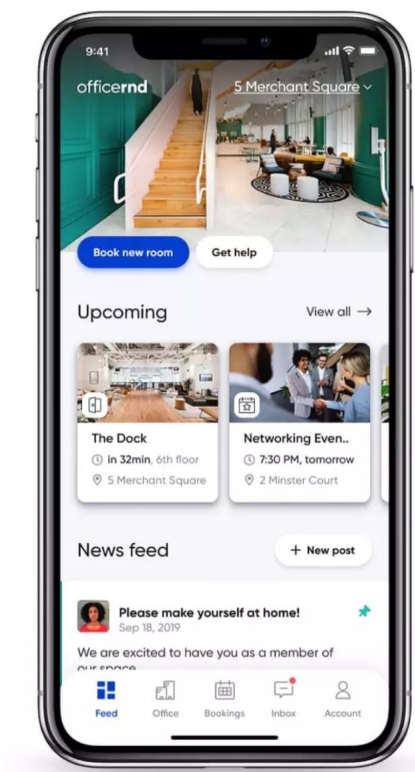 9:41
officernd
5 Merchant Square
Book new room
Get help
Upcoming
View all →
The Dock
in 32min, 6th floor
5 Merchant Square
Networking Even..
7:30 PM, tomorrow
2 Minster Court
News feed
+ New post
Please make yourself at home!
Sep 18, 2019
We are excited to have you as a member of
our space
Feed
Office
Bookings
Inbox
Account